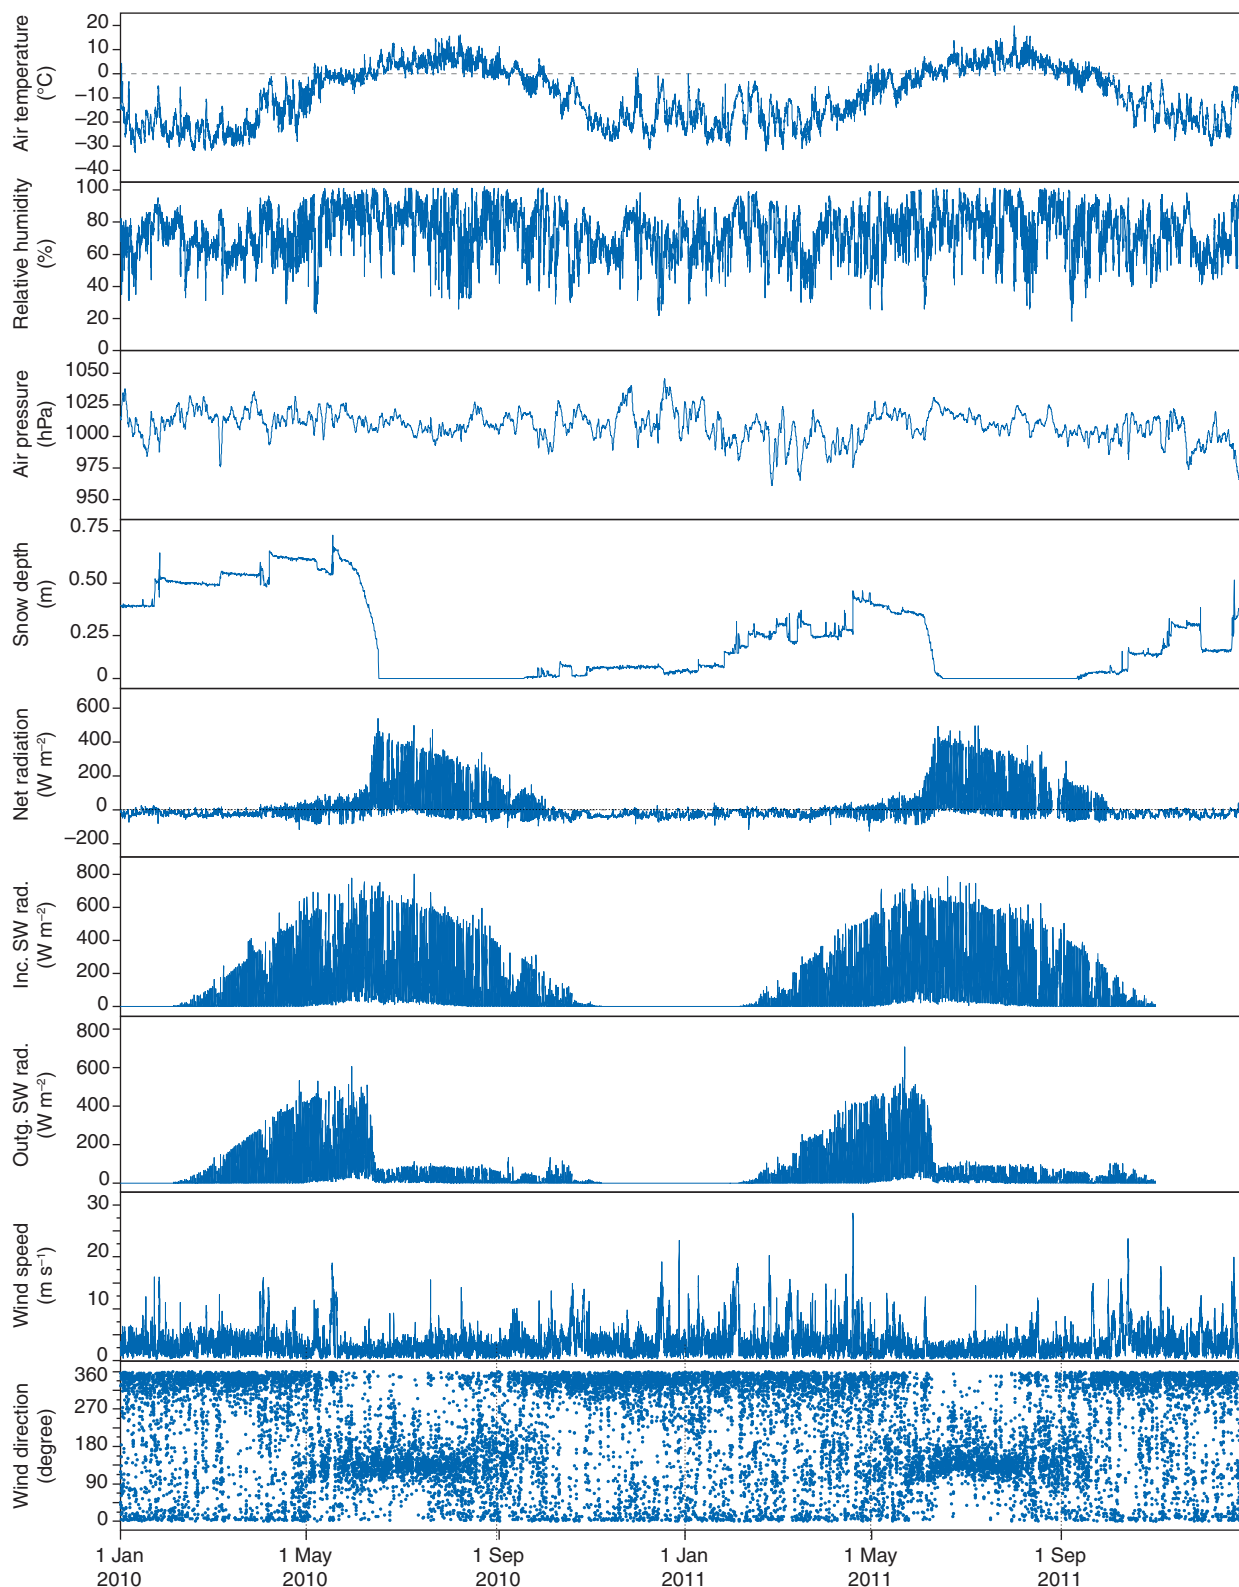 Air temperature
(°C)
20
10
0
–10
–20
–30
–40
Relative humidity
(%)
100
80
60
40
20
0
Air pressure
(hPa)
1050
1025
1000
975
950
Snow depth
(m)
0.75
0.50
0.25
0
Net radiation
(W m⁻²)
600
400
200
0
–200
Inc. SW rad.
(W m⁻²)
800
600
400
200
0
Outg. SW rad.
(W m⁻²)
800
600
400
200
0
Wind speed
(m s⁻¹)
30
20
10
0
Wind direction
(degree)
360
270
180
90
0
1 Jan 1 May 1 Sep 1 Jan 1 May 1 Sep
2010 2010 2010 2011 2011 2011